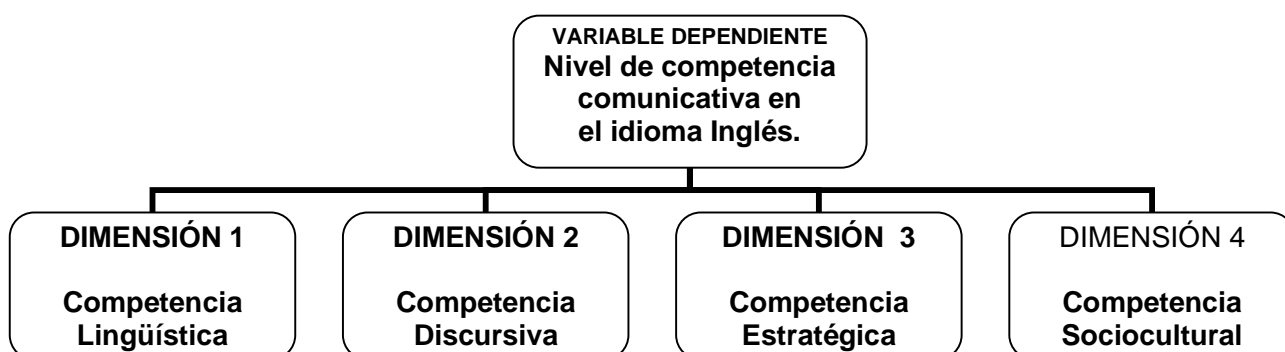 VARIABLE DEPENDIENTE
Nivel de competencia
comunicativa en
el idioma Inglés.
DIMENSIÓN 1
Competencia
Lingüística
DIMENSIÓN 2
Competencia
Discursiva
DIMENSIÓN 3
Competencia
Estratégica
DIMENSIÓN 4
Competencia
Sociocultural